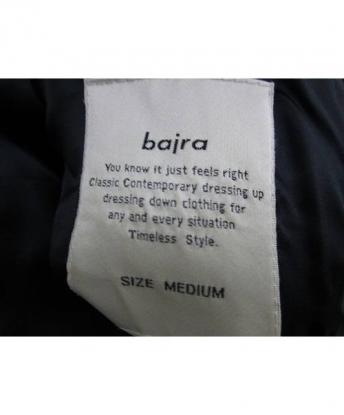 bajra
You know it just feels right
Classic Contemporary dressing up
dressing down clothing for
any and every situation
Timeless Style.
SIZE MEDIUM